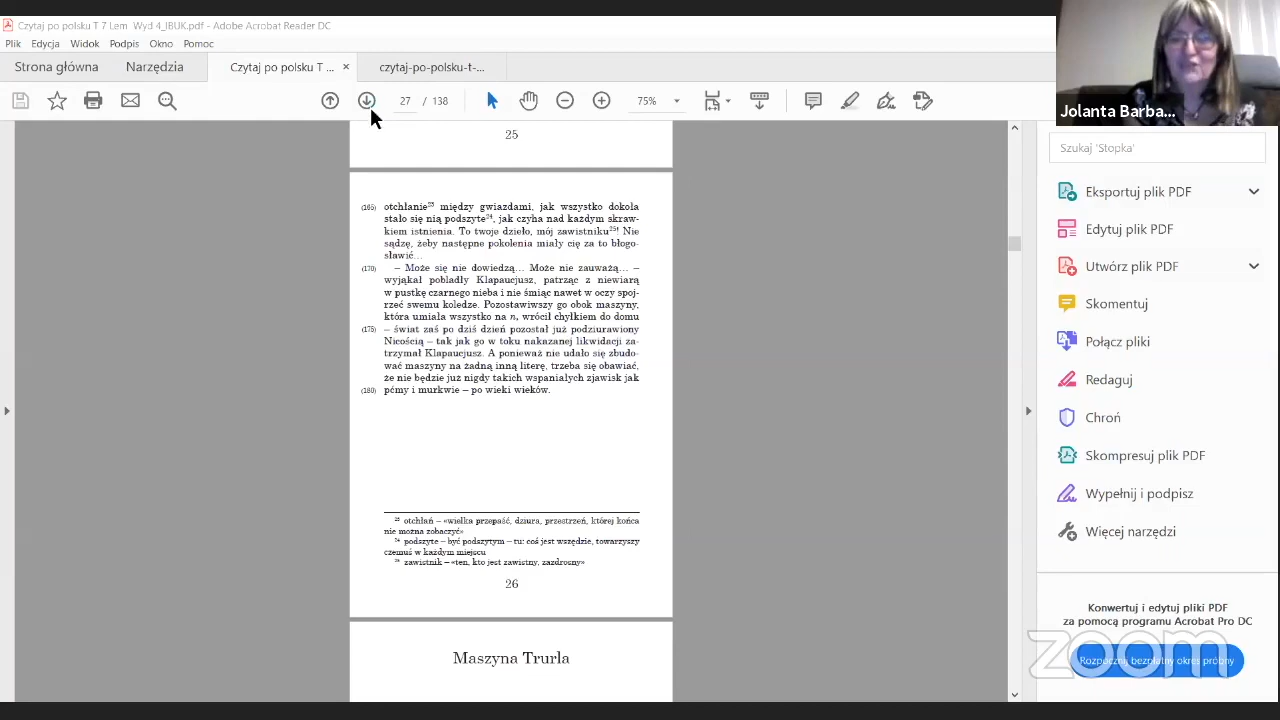 Czytaj po polsku T 7 Lem Wyd 4_IBUK.pdf - Adobe Acrobat Reader DC
Plik Edycja Widok Podpis Okno Pomoc
Strona główna Narzędzia Czytaj po polsku T ... × czytaj-po-polsku-t-...
27 / 138 75%
Jolanta Barba...
25
(165) otchłanie²³ między gwiazdami, jak wszystko dokoła
stało się nią podszyte²⁴, jak czyha nad każdym skraw-
kiem istnienia. To twoje dzieło, mój zawistniku²⁵! Nie
sądzę, żeby następne pokolenia miały cię za to błogo-
sławić...
(170) – Może się nie dowiedzą... Może nie zauważą... –
wyjąkał pobladły Klapaucjusz, patrząc z niewiarą
w pustkę czarnego nieba i nie śmiąc nawet w oczy spoj-
rzeć swemu koledze. Pozostawiwszy go obok maszyny,
która umiała wszystko na n, wrócił chyłkiem do domu
(175) – świat zaś po dziś dzień pozostał już podziurawiony
Nicością – tak jak go w toku nakazanej likwidacji za-
trzymał Klapaucjusz. A ponieważ nie udało się zbudo-
wać maszyny na żadną inną literę, trzeba się obawiać,
że nie będzie już nigdy takich wspaniałych zjawisk jak
(180) pćmy i murkwie – po wieki wieków.
²³ otchłań – «wielka przepaść, dziura, przestrzeń, której końca
nie można zobaczyć»
²⁴ podszyte – być podszytym – tu: coś jest wszędzie, towarzyszy
czemuś w każdym miejscu
²⁵ zawistnik – «ten, kto jest zawistny, zazdrosny»
26
Maszyna Trurla
Szukaj 'Stopka'
Eksportuj plik PDF
Edytuj plik PDF
Utwórz plik PDF
Skomentuj
Połącz pliki
Redaguj
Chroń
Skompresuj plik PDF
Wypełnij i podpisz
Więcej narzędzi
Konwertuj i edytuj pliki PDF
za pomocą programu Acrobat Pro DC
Rozpocznij bezpłatny okres próbny
zoom